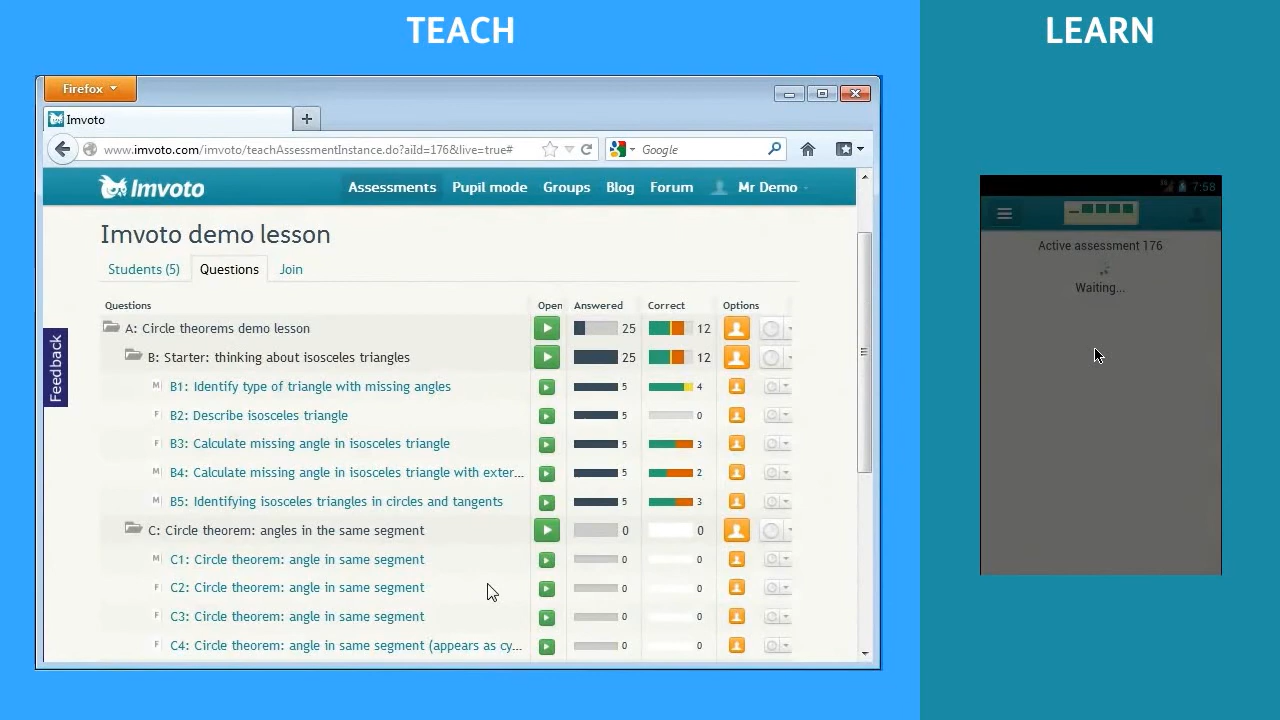 TEACH
LEARN
Firefox
Imvoto
www.imvoto.com/imvoto/teachAssessmentInstance.do?aiId=176&live=true#
Google
Imvoto
Assessments Pupil mode Groups Blog Forum Mr Demo
Imvoto demo lesson
Students (5) Questions Join
Questions Open Answered Correct Options
A: Circle theorems demo lesson 25 12
B: Starter: thinking about isosceles triangles 25 12
M B1: Identify type of triangle with missing angles 5 4
F B2: Describe isosceles triangle 5 0
F B3: Calculate missing angle in isosceles triangle 5 3
M B4: Calculate missing angle in isosceles triangle with exter... 5 2
M B5: Identifying isosceles triangles in circles and tangents 5 3
C: Circle theorem: angles in the same segment 0 0
M C1: Circle theorem: angle in same segment 0 0
F C2: Circle theorem: angle in same segment 0 0
F C3: Circle theorem: angle in same segment 0 0
F C4: Circle theorem: angle in same segment (appears as cy... 0 0
Feedback
7:58
Active assessment 176
Waiting...